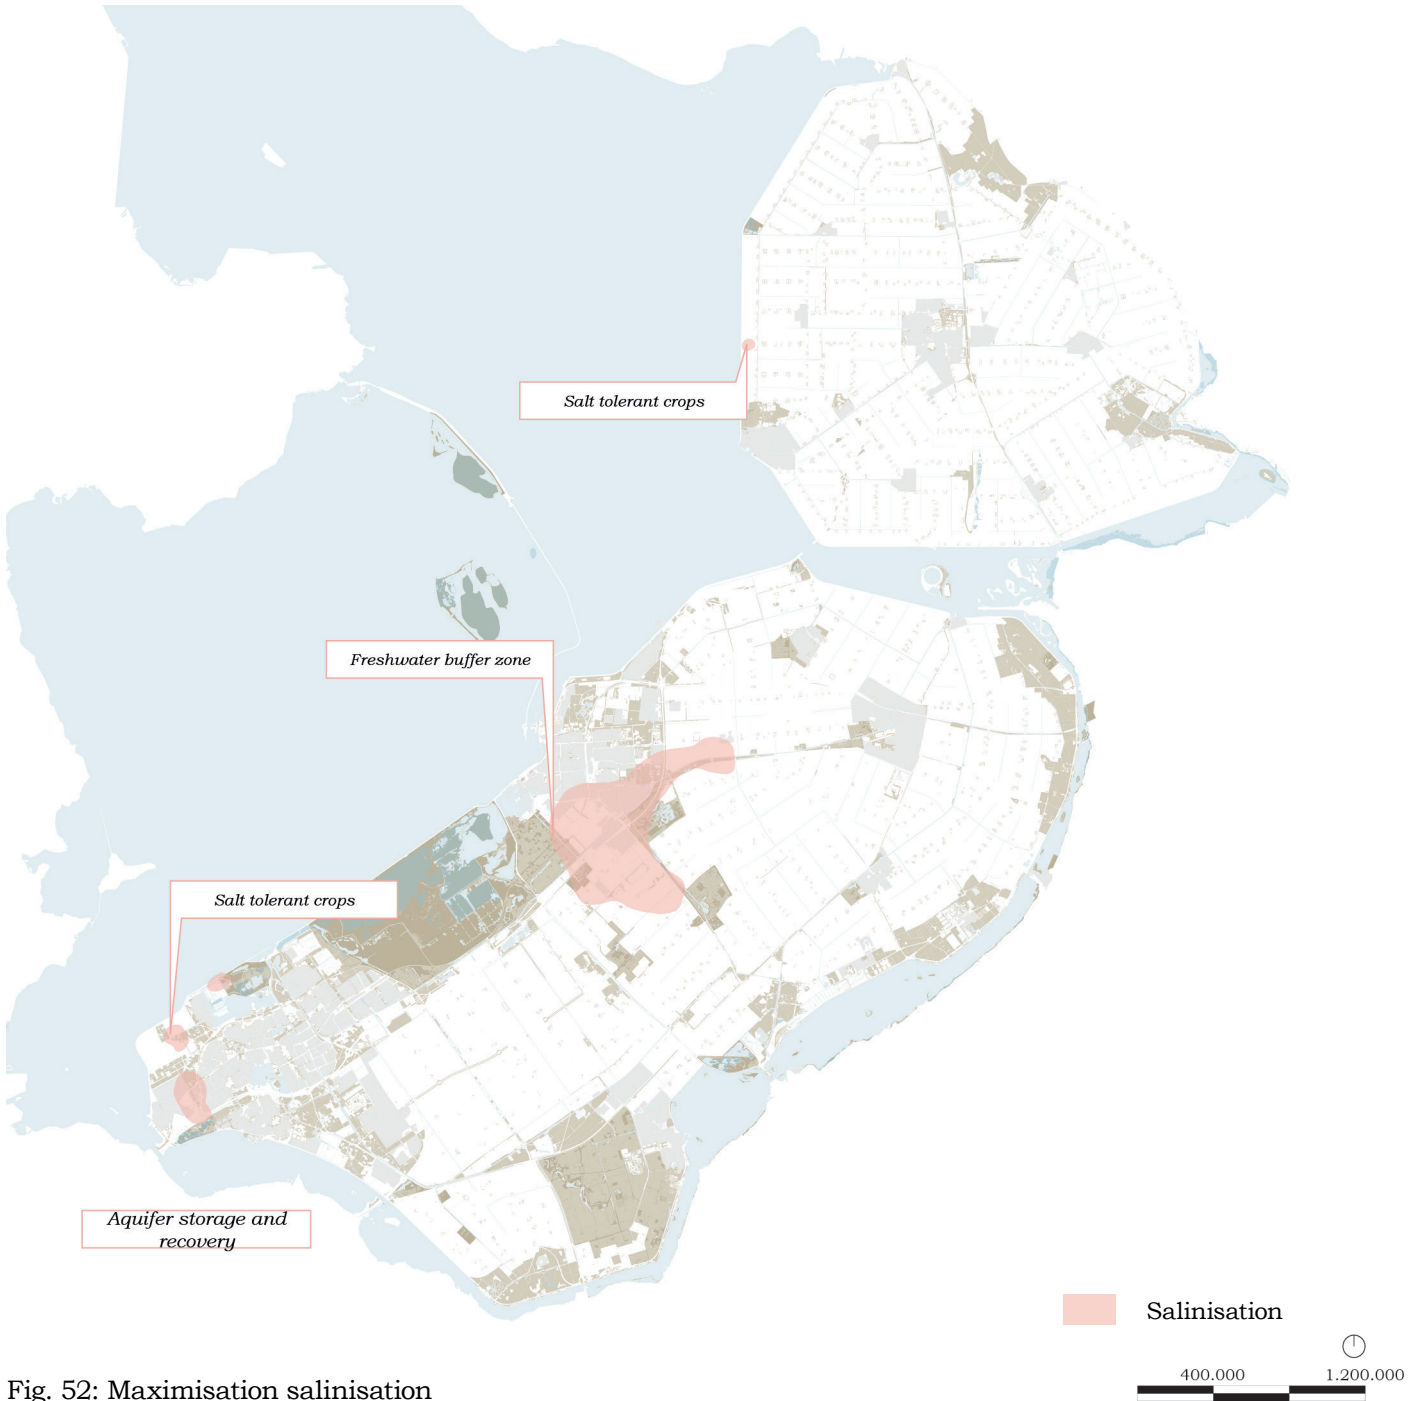 Salt tolerant crops
Freshwater buffer zone
Salt tolerant crops
Aquifer storage and
recovery
Salinisation
400.000 1.200.000
Fig. 52: Maximisation salinisation